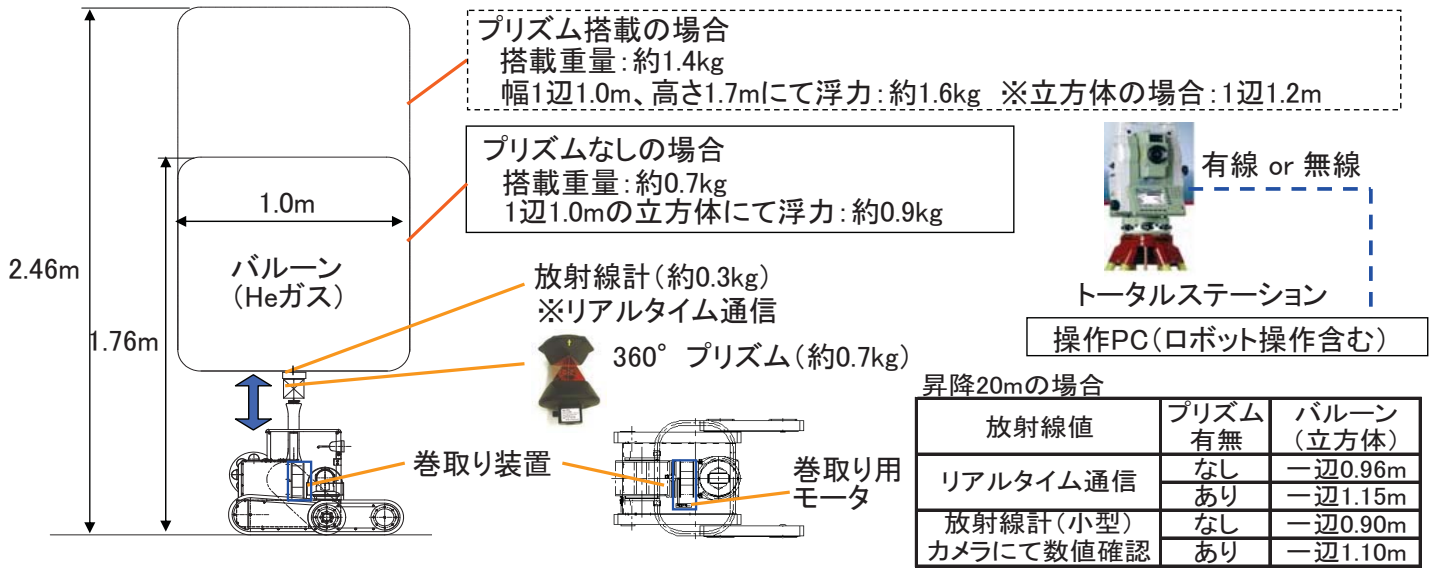 プリズム搭載の場合
搭載重量:約1.4kg
幅1辺1.0m、高さ1.7mにて浮力:約1.6kg ※立方体の場合:1辺1.2m
プリズムなしの場合
搭載重量:約0.7kg
1辺1.0mの立方体にて浮力:約0.9kg
有線 or 無線
トータルステーション
操作PC(ロボット操作含む)
2.46m
1.76m
1.0m
バルーン
(Heガス)
放射線計(約0.3kg)
※リアルタイム通信
360° プリズム(約0.7kg)
巻取り装置
巻取り用
モータ
昇降20mの場合
放射線値 プリズム有無 バルーン(立方体)
リアルタイム通信 なし 一辺0.96m
あり 一辺1.15m
放射線計(小型)カメラにて数値確認 なし 一辺0.90m
あり 一辺1.10m